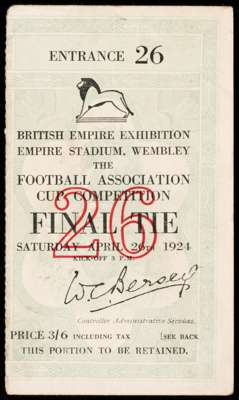 ENTRANCE 26
BRITISH EMPIRE EXHIBITION
EMPIRE STADIUM, WEMBLEY
THE
FOOTBALL ASSOCIATION
CUP COMPETITION
26
FINAL TIE
SATURDAY APRIL 26TH 1924
KICK-OFF 3 P.M.
W.C. Bersey
Controller Administrative Services.
PRICE 3/6 INCLUDING TAX [SEE BACK
THIS PORTION TO BE RETAINED.